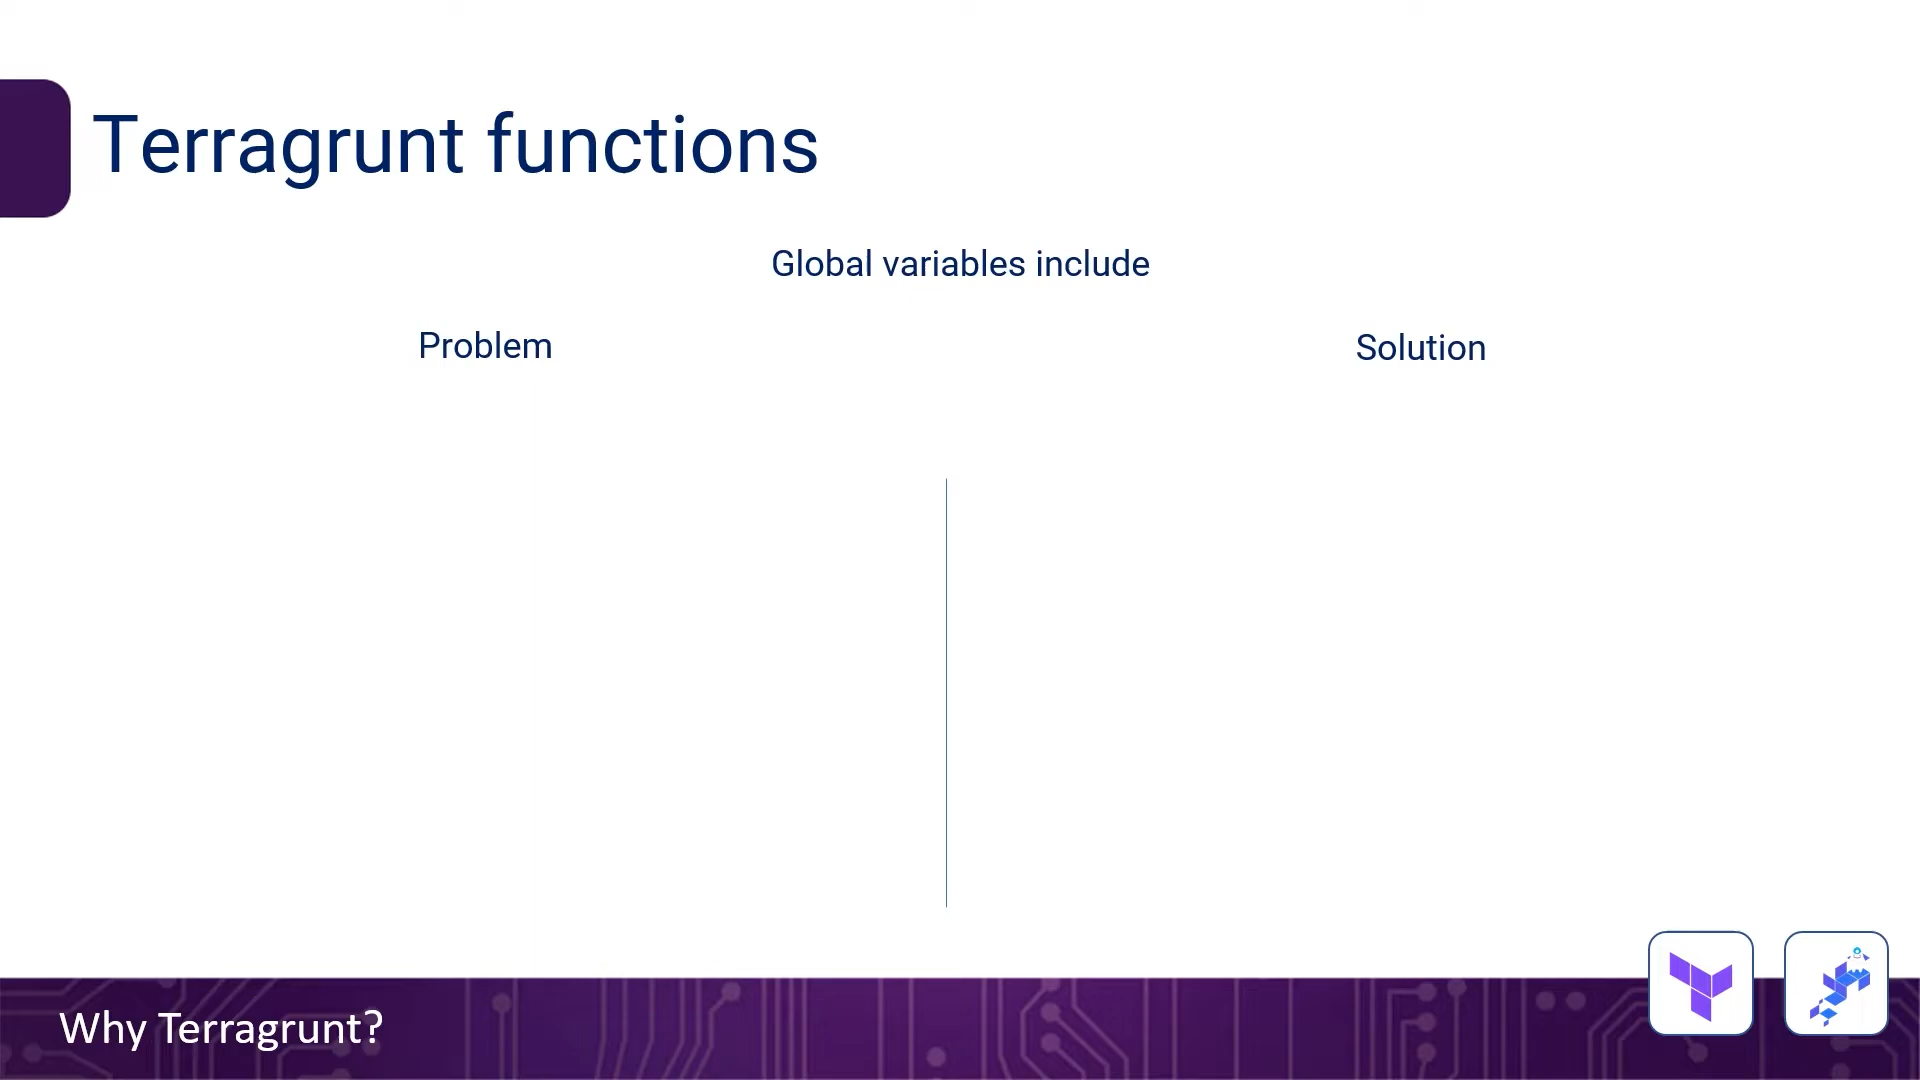 Terragrunt functions
Global variables include
Problem
Solution
Why Terragrunt?